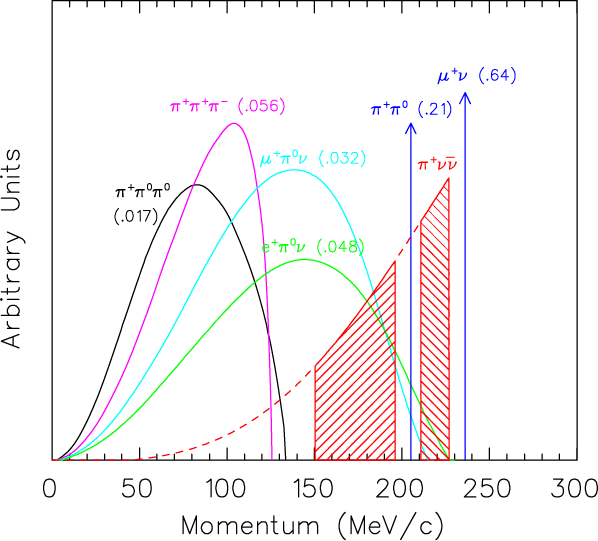 μ⁺ν (.64)
π⁺π⁺π⁻ (.056)
π⁺π⁰ (.21)
μ⁺π⁰ν (.032)
π⁺νν̅
π⁺π⁰π⁰
(.017)
e⁺π⁰ν (.048)
Arbitrary Units
0 50 100 150 200 250 300
Momentum (MeV/c)